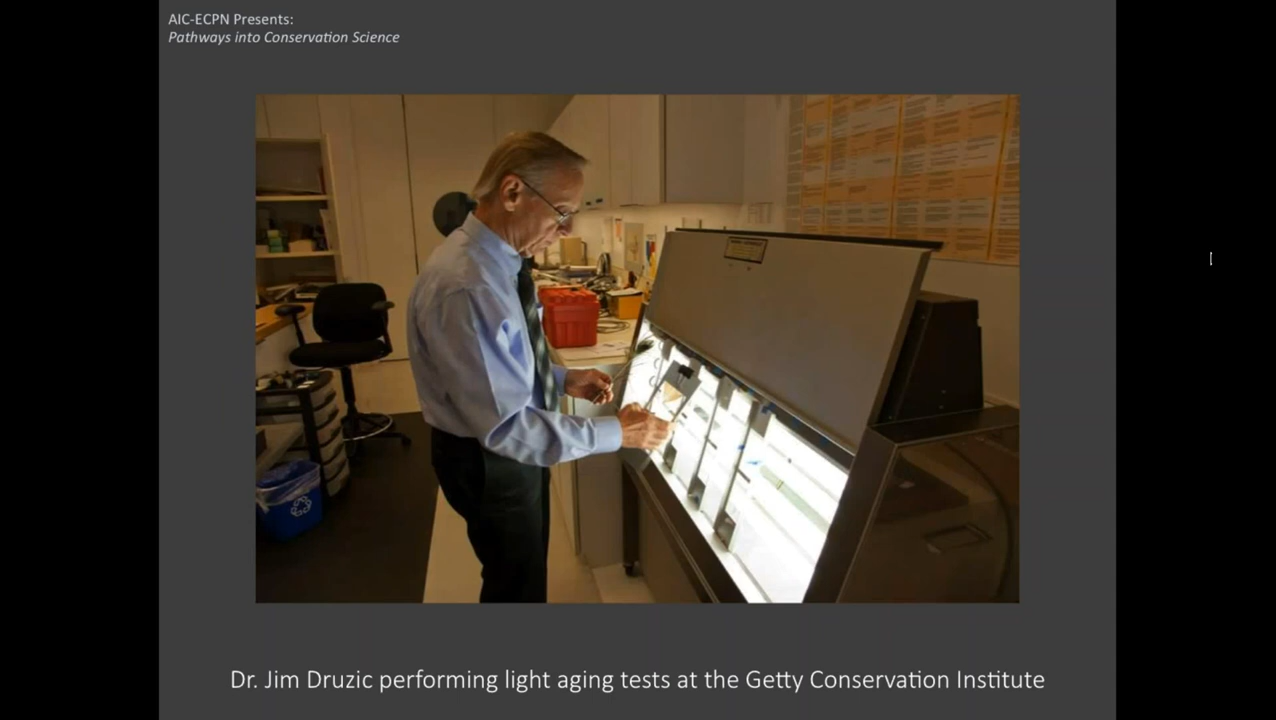 AIC-ECPN Presents:
Pathways into Conservation Science
Dr. Jim Druzic performing light aging tests at the Getty Conservation Institute